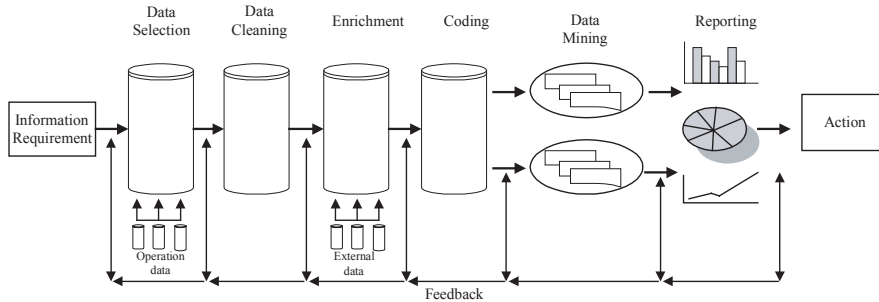 Data
Selection
Data
Cleaning
Enrichment
Coding
Data
Mining
Reporting
Information
Requirement
Action
Operation
data
External
data
Feedback